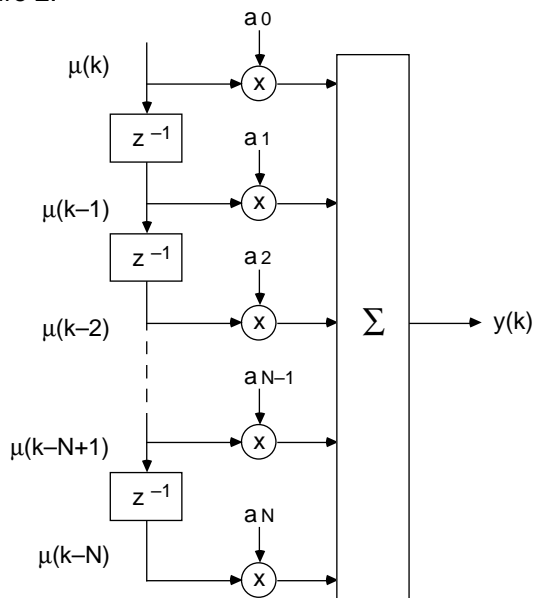 a0
μ(k)
x
z –1
a1
μ(k–1)
x
z –1
a2
μ(k–2)
x
Σ
y(k)
aN–1
μ(k–N+1)
x
z –1
aN
μ(k–N)
x